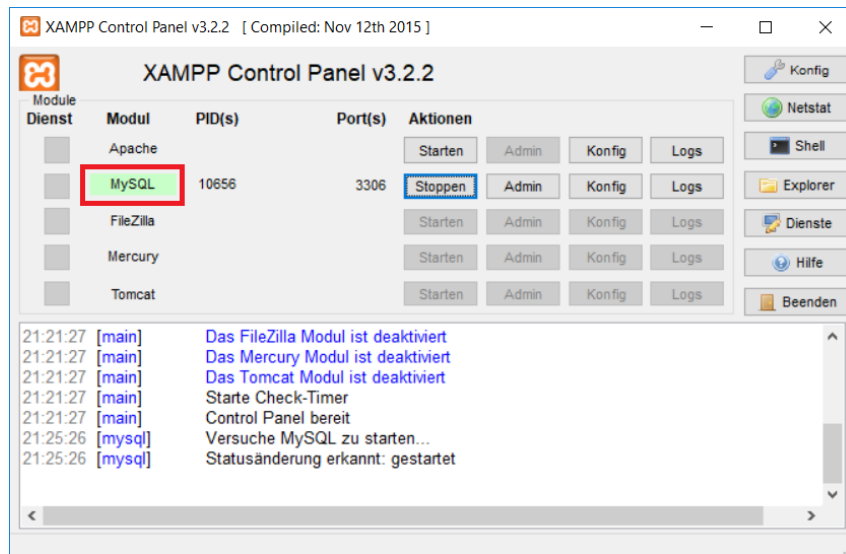 XAMPP Control Panel v3.2.2 [ Compiled: Nov 12th 2015 ]
XAMPP Control Panel v3.2.2
Konfig
Module
Dienst Modul PID(s) Port(s) Aktionen
Netstat
Apache Starten Admin Konfig Logs
Shell
MySQL 10656 3306 Stoppen Admin Konfig Logs
Explorer
FileZilla Starten Admin Konfig Logs
Dienste
Mercury Starten Admin Konfig Logs
Hilfe
Tomcat Starten Admin Konfig Logs
Beenden
21:21:27 [main] Das FileZilla Modul ist deaktiviert
21:21:27 [main] Das Mercury Modul ist deaktiviert
21:21:27 [main] Das Tomcat Modul ist deaktiviert
21:21:27 [main] Starte Check-Timer
21:21:27 [main] Control Panel bereit
21:25:26 [mysql] Versuche MySQL zu starten...
21:25:26 [mysql] Statusänderung erkannt: gestartet